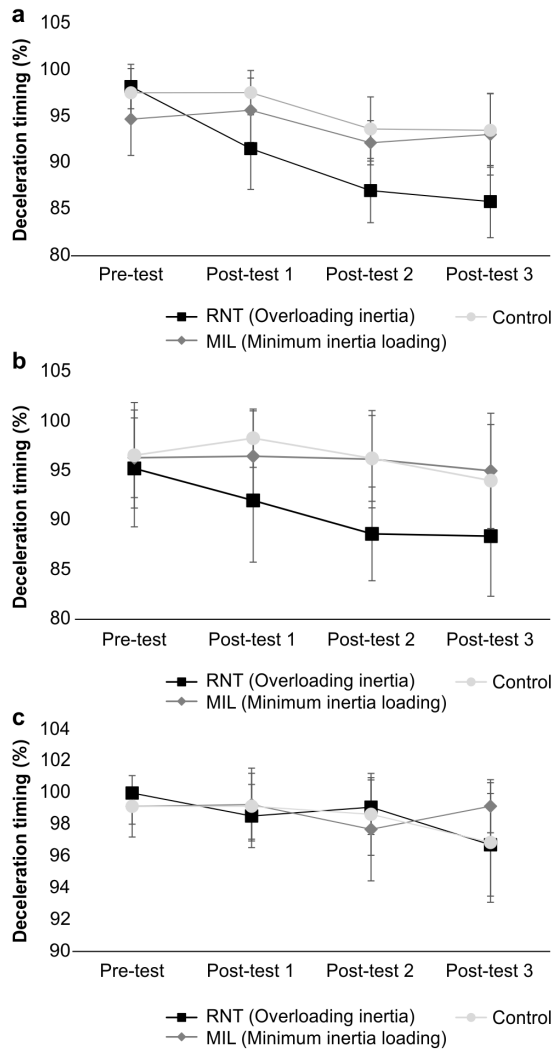 a
Deceleration timing (%)
105
100
95
90
85
80
Pre-test Post-test 1 Post-test 2 Post-test 3
RNT (Overloading inertia) Control
MIL (Minimum inertia loading)
b
Deceleration timing (%)
105
100
95
90
85
80
Pre-test Post-test 1 Post-test 2 Post-test 3
RNT (Overloading inertia) Control
MIL (Minimum inertia loading)
c
Deceleration timing (%)
104
102
100
98
96
94
92
90
Pre-test Post-test 1 Post-test 2 Post-test 3
RNT (Overloading inertia) Control
MIL (Minimum inertia loading)